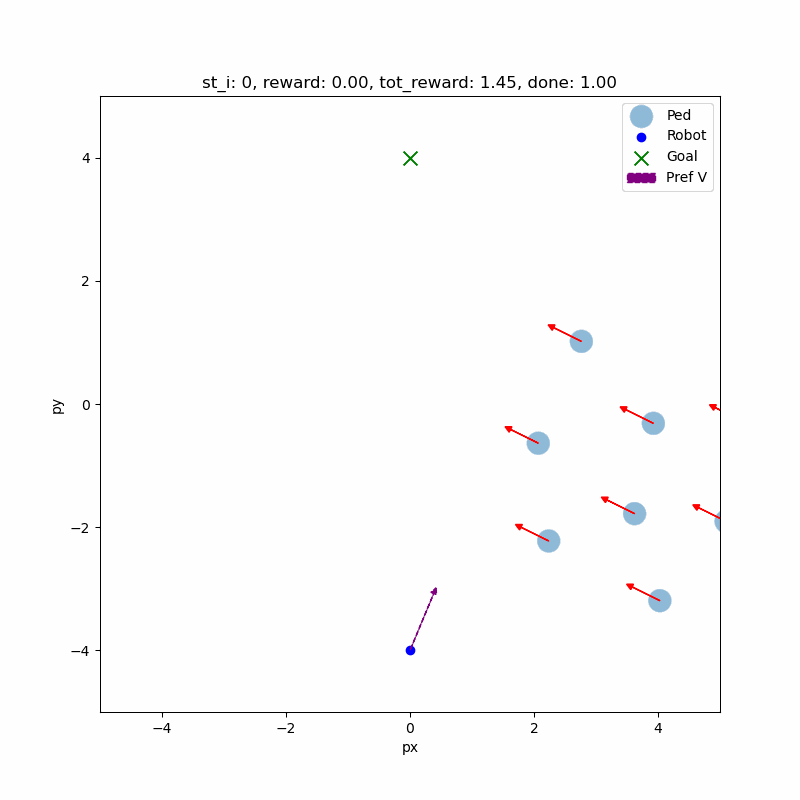 st_i: 0, reward: 0.00, tot_reward: 1.45, done: 1.00
Ped
Robot
Goal
Pref V
4
2
0
−2
−4
py
−4
−2
0
2
4
px